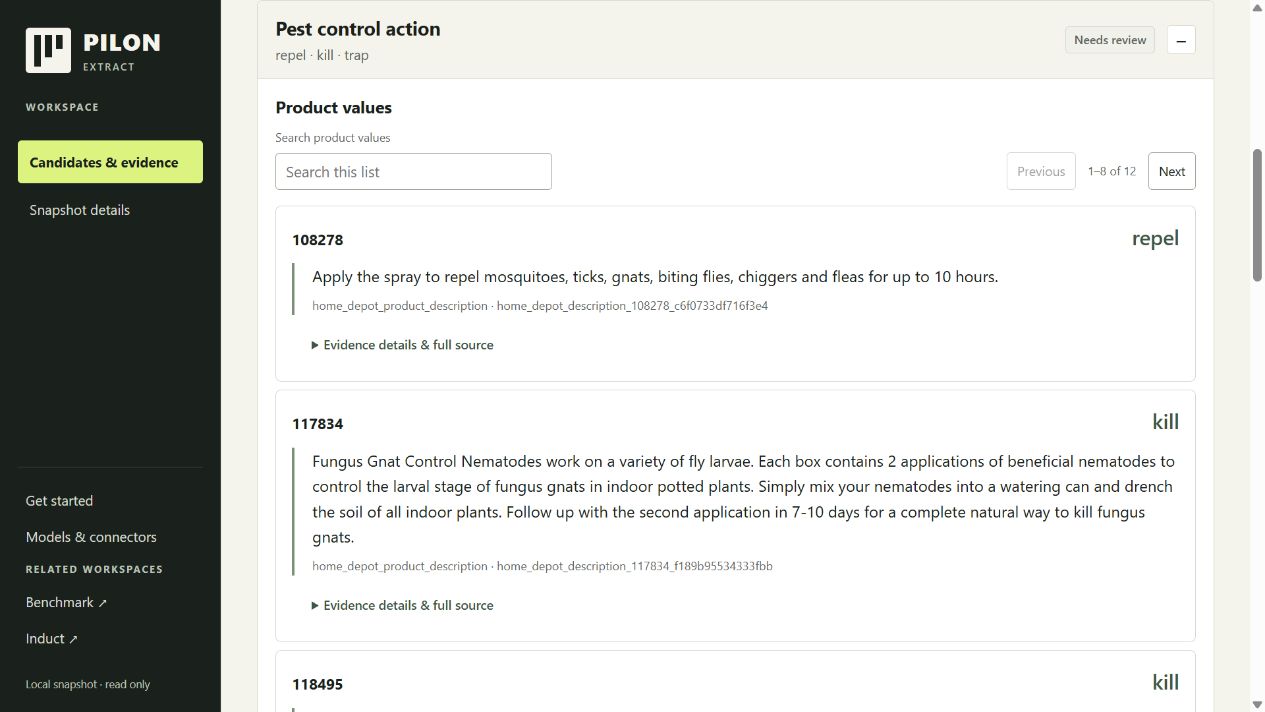 PILON
EXTRACT
WORKSPACE
Candidates & evidence
Snapshot details
Get started
Models & connectors
RELATED WORKSPACES
Benchmark ↗
Induct ↗
Local snapshot · read only
Pest control action
repel · kill · trap
Needs review
–
Product values
Search product values
Search this list
Previous
1–8 of 12
Next
108278
repel
Apply the spray to repel mosquitoes, ticks, gnats, biting flies, chiggers and fleas for up to 10 hours.
home_depot_product_description · home_depot_description_108278_c6f0733df716f3e4
▶ Evidence details & full source
117834
kill
Fungus Gnat Control Nematodes work on a variety of fly larvae. Each box contains 2 applications of beneficial nematodes to
control the larval stage of fungus gnats in indoor potted plants. Simply mix your nematodes into a watering can and drench
the soil of all indoor plants. Follow up with the second application in 7-10 days for a complete natural way to kill fungus
gnats.
home_depot_product_description · home_depot_description_117834_f189b95534333fbb
▶ Evidence details & full source
118495
kill